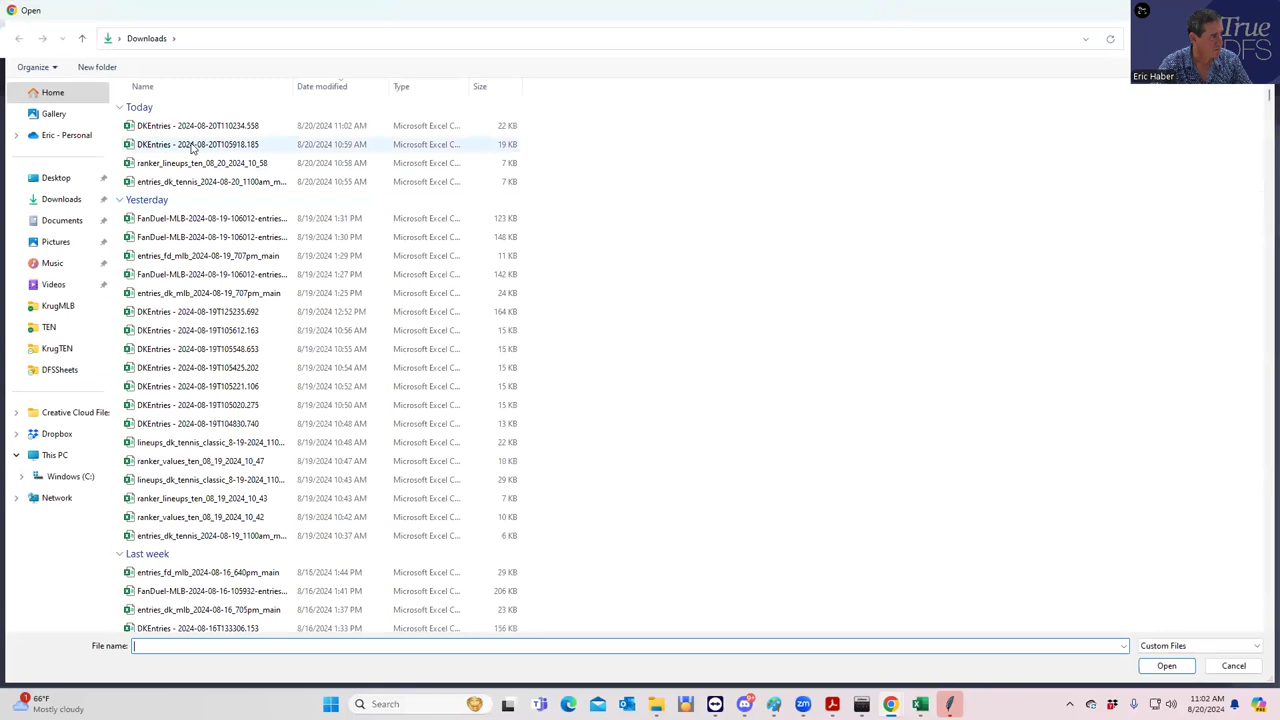 Open
True
DFS
Eric Haber
Downloads
Organize
New folder
Name Date modified Type Size
Home
Gallery
Eric - Personal
Desktop
Downloads
Documents
Pictures
Music
Videos
KrugMLB
TEN
KrugTEN
DFSSheets
Creative Cloud Files
Dropbox
This PC
Windows (C:)
Network
Today
DKEntries - 2024-08-20T110234.558 8/20/2024 11:02 AM Microsoft Excel C... 22 KB
DKEntries - 2024-08-20T105918.185 8/20/2024 10:59 AM Microsoft Excel C... 19 KB
ranker_lineups_ten_08_20_2024_10_58 8/20/2024 10:58 AM Microsoft Excel C... 7 KB
entries_dk_tennis_2024-08-20_1100am_m... 8/20/2024 10:55 AM Microsoft Excel C... 7 KB
Yesterday
FanDuel-MLB-2024-08-19-106012-entries... 8/19/2024 1:31 PM Microsoft Excel C... 123 KB
FanDuel-MLB-2024-08-19-106012-entries... 8/19/2024 1:30 PM Microsoft Excel C... 148 KB
entries_fd_mlb_2024-08-19_707pm_main 8/19/2024 1:29 PM Microsoft Excel C... 11 KB
FanDuel-MLB-2024-08-19-106012-entries... 8/19/2024 1:27 PM Microsoft Excel C... 142 KB
entries_dk_mlb_2024-08-19_707pm_main 8/19/2024 1:25 PM Microsoft Excel C... 24 KB
DKEntries - 2024-08-19T125235.692 8/19/2024 12:52 PM Microsoft Excel C... 164 KB
DKEntries - 2024-08-19T105612.163 8/19/2024 10:56 AM Microsoft Excel C... 15 KB
DKEntries - 2024-08-19T105548.653 8/19/2024 10:55 AM Microsoft Excel C... 15 KB
DKEntries - 2024-08-19T105425.202 8/19/2024 10:54 AM Microsoft Excel C... 15 KB
DKEntries - 2024-08-19T105221.106 8/19/2024 10:52 AM Microsoft Excel C... 15 KB
DKEntries - 2024-08-19T105020.275 8/19/2024 10:50 AM Microsoft Excel C... 15 KB
DKEntries - 2024-08-19T104830.740 8/19/2024 10:48 AM Microsoft Excel C... 13 KB
lineups_dk_tennis_classic_8-19-2024_110... 8/19/2024 10:48 AM Microsoft Excel C... 22 KB
ranker_values_ten_08_19_2024_10_47 8/19/2024 10:47 AM Microsoft Excel C... 10 KB
lineups_dk_tennis_classic_8-19-2024_110... 8/19/2024 10:43 AM Microsoft Excel C... 29 KB
ranker_lineups_ten_08_19_2024_10_43 8/19/2024 10:43 AM Microsoft Excel C... 7 KB
ranker_values_ten_08_19_2024_10_42 8/19/2024 10:42 AM Microsoft Excel C... 10 KB
entries_dk_tennis_2024-08-19_1100am_m... 8/19/2024 10:37 AM Microsoft Excel C... 6 KB
Last week
entries_fd_mlb_2024-08-16_640pm_main 8/16/2024 1:44 PM Microsoft Excel C... 29 KB
FanDuel-MLB-2024-08-16-105932-entries... 8/16/2024 1:41 PM Microsoft Excel C... 206 KB
entries_dk_mlb_2024-08-16_705pm_main 8/16/2024 1:37 PM Microsoft Excel C... 23 KB
DKEntries - 2024-08-16T133306.153 8/16/2024 1:33 PM Microsoft Excel C... 156 KB
File name:
Custom Files
Open
Cancel
1
66°F
Mostly cloudy
Search
9+
11:02 AM
8/20/2024